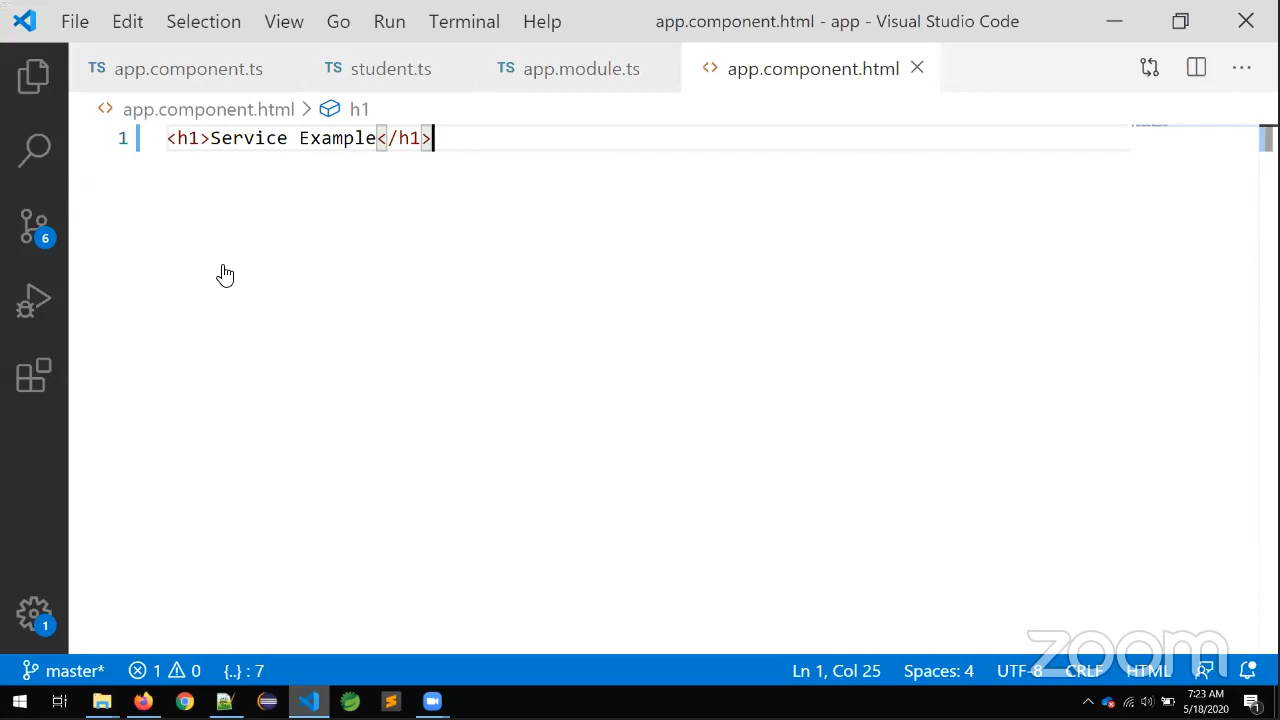 File Edit Selection View Go Run Terminal Help app.component.html - app - Visual Studio Code
TS app.component.ts TS student.ts TS app.module.ts <> app.component.html
<> app.component.html > h1
1 <h1>Service Example</h1>
6
1
zoom
master* 1 0 {..} : 7 Ln 1, Col 25 Spaces: 4 UTF-8 CRLF HTML
7:23 AM
5/18/2020
1